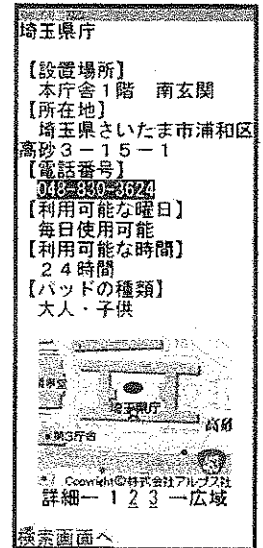 埼玉県庁
【設置場所】
本庁舎１階　南玄関
【所在地】
埼玉県さいたま市浦和区
高砂３－１５－１
【電話番号】
048-830-3624
【利用可能な曜日】
毎日使用可能
【利用可能な時間】
２４時間
【パッドの種類】
大人・子供
埼玉県庁
第3庁舎
Copyright©株式会社アルプス社
詳細← 1 2 3 →広域
検索画面へ